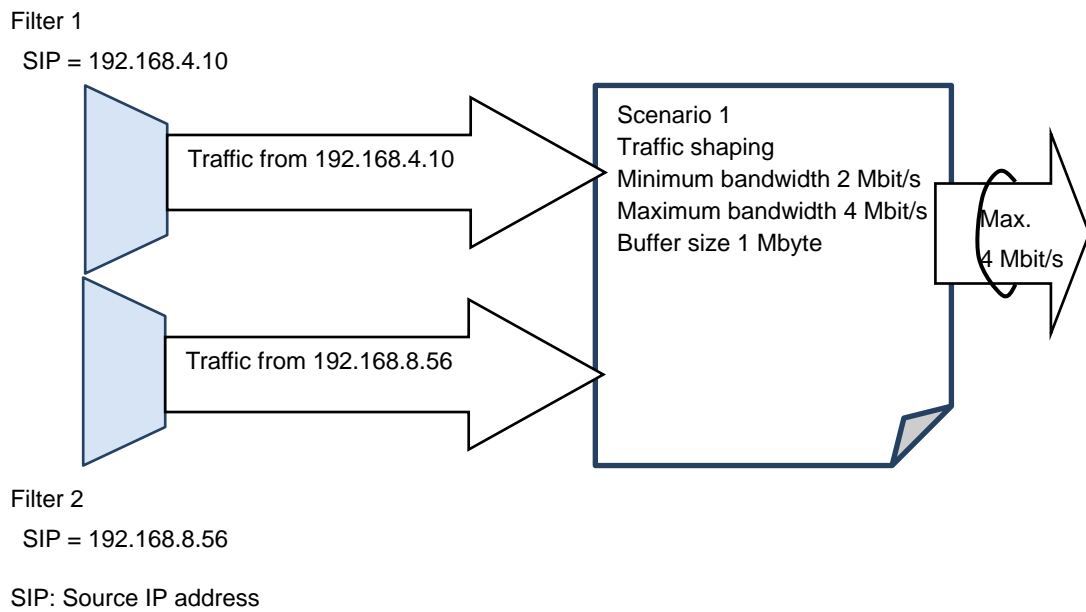 Filter 1
SIP = 192.168.4.10
Traffic from 192.168.4.10
Scenario 1
Traffic shaping
Minimum bandwidth 2 Mbit/s
Maximum bandwidth 4 Mbit/s
Buffer size 1 Mbyte
Max.
4 Mbit/s
Traffic from 192.168.8.56
Filter 2
SIP = 192.168.8.56
SIP: Source IP address